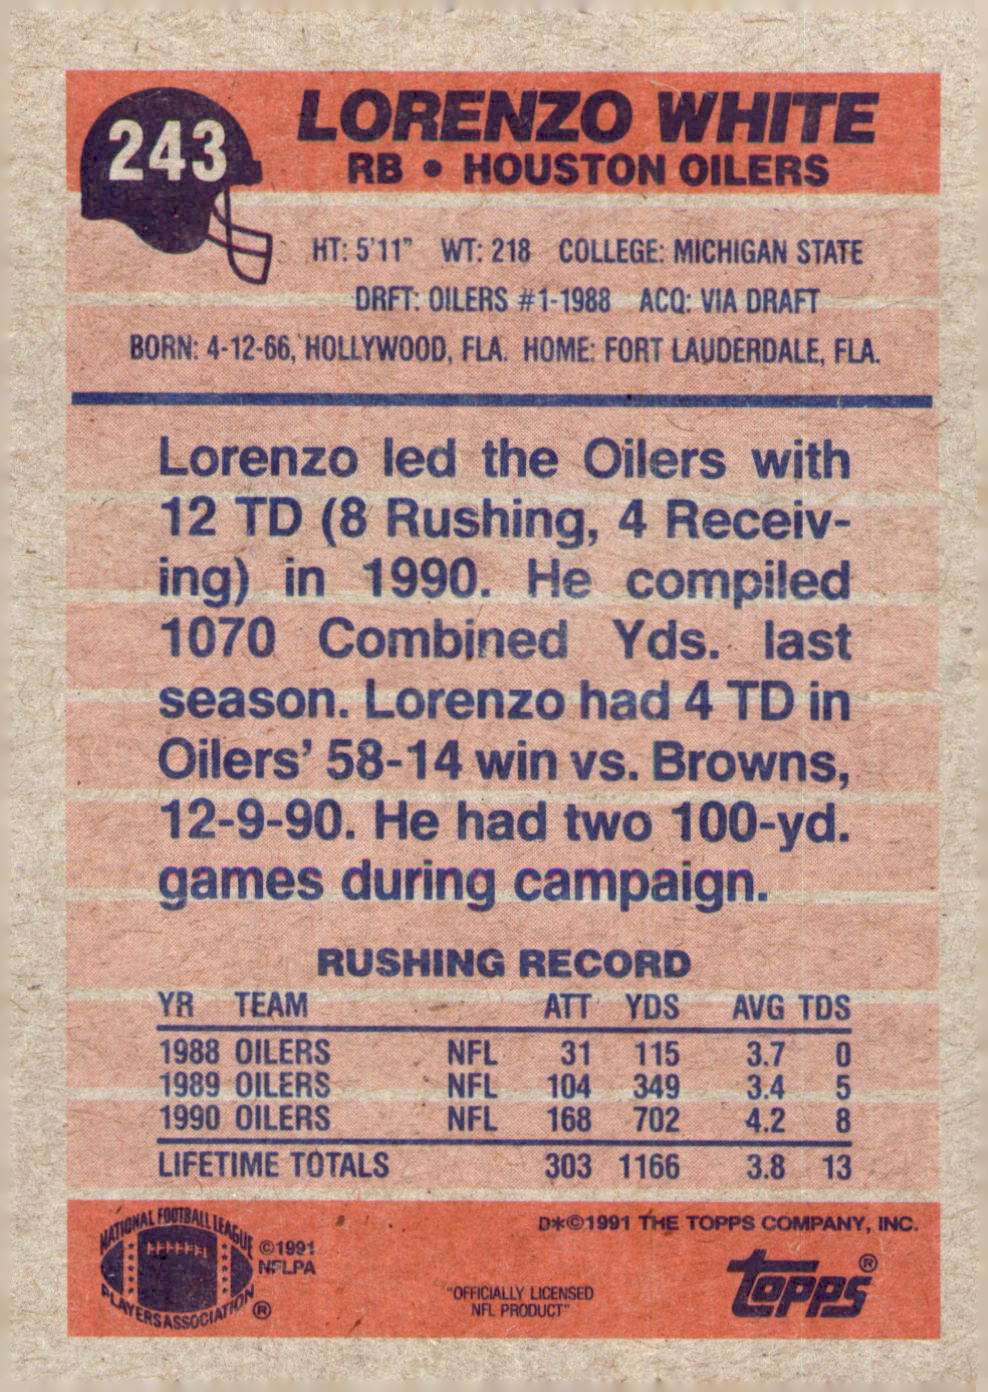 243
LORENZO WHITE
RB • HOUSTON OILERS
HT: 5'11" WT: 218 COLLEGE: MICHIGAN STATE
DRFT: OILERS #1-1988 ACQ: VIA DRAFT
BORN: 4-12-66, HOLLYWOOD, FLA. HOME: FORT LAUDERDALE, FLA.
Lorenzo led the Oilers with
12 TD (8 Rushing, 4 Receiv-
ing) in 1990. He compiled
1070 Combined Yds. last
season. Lorenzo had 4 TD in
Oilers' 58-14 win vs. Browns,
12-9-90. He had two 100-yd.
games during campaign.
RUSHING RECORD
YR TEAM ATT YDS AVG TDS
1988 OILERS NFL 31 115 3.7 0
1989 OILERS NFL 104 349 3.4 5
1990 OILERS NFL 168 702 4.2 8
LIFETIME TOTALS 303 1166 3.8 13
NATIONAL FOOTBALL LEAGUE
PLAYERS ASSOCIATION ®
©1991
NFLPA
"OFFICIALLY LICENSED
NFL PRODUCT"
D*©1991 THE TOPPS COMPANY, INC.
topps ®